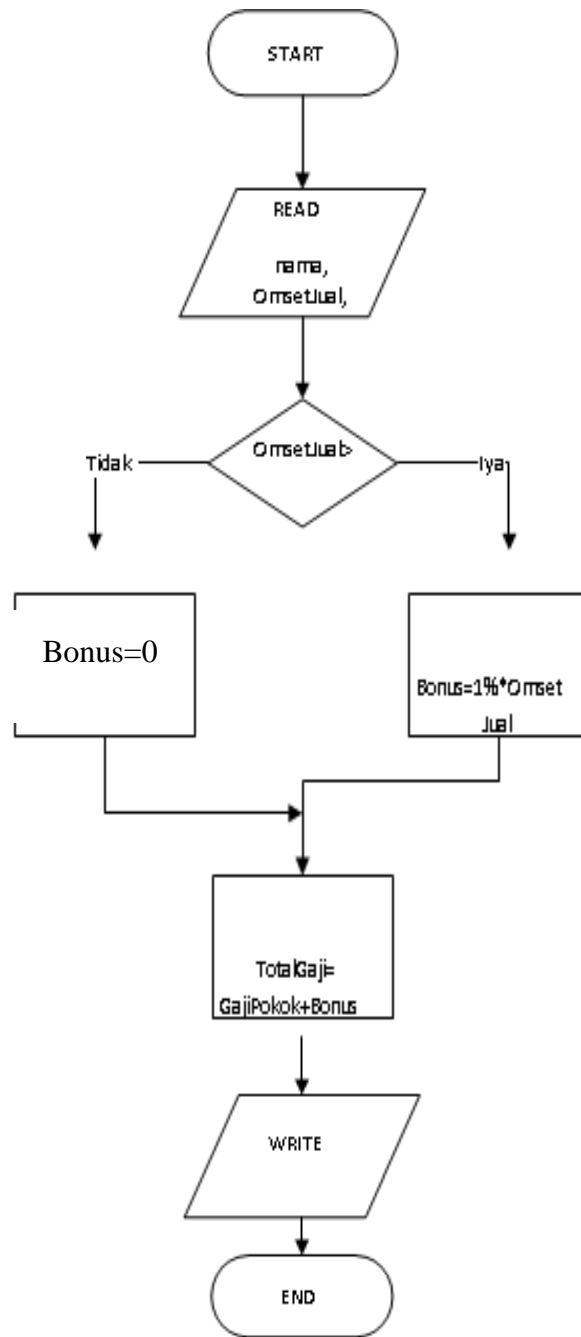 START
READ
nama,
OmsetJual,
OmsetJual>
Tidak
Iya
Bonus=0
Bonus=1%*Omset
Jual
TotalGaji=
GajiPokok+Bonus
WRITE
END